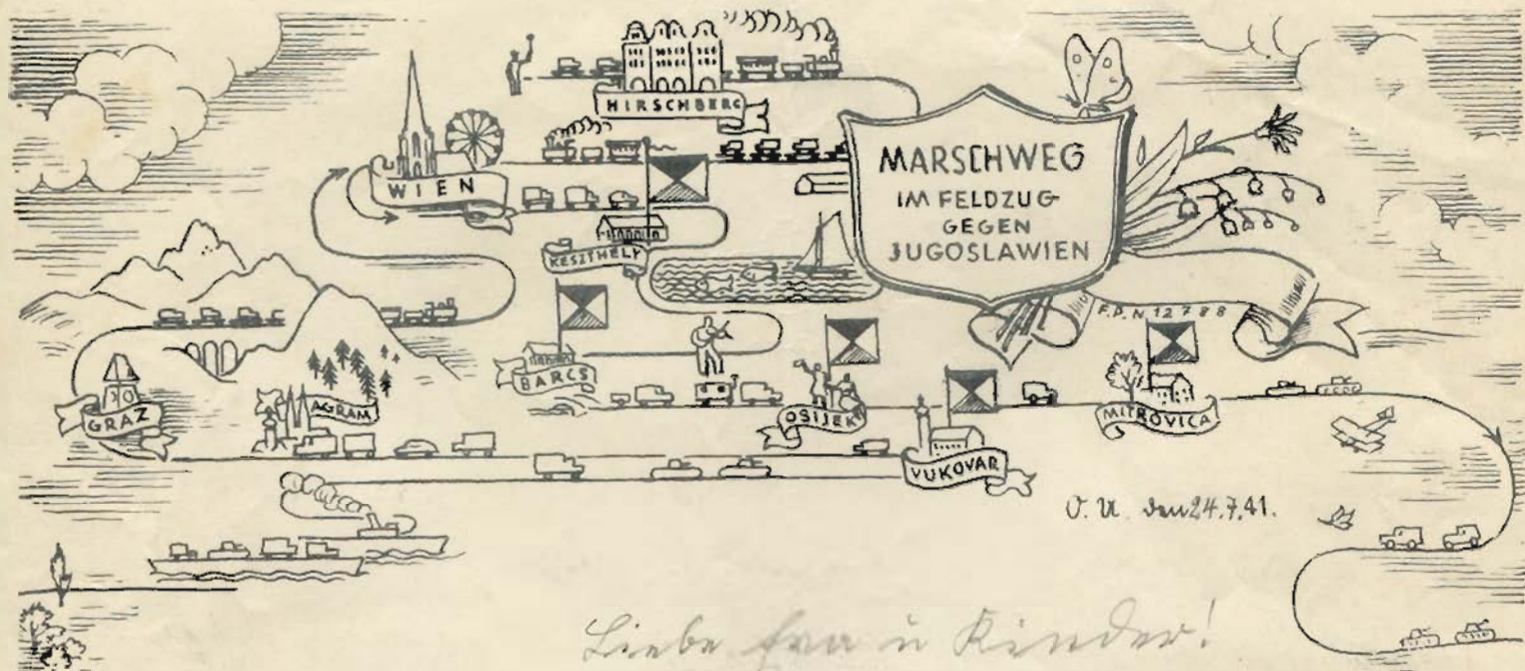 HIRSCHBERG
WIEN
MARSCHWEG
IM FELDZUG
GEGEN
JUGOSLAWIEN
KESZTHELY
F.P.N 12788
BARCS
GRAZ
AGRAM
OSIJEK
MITROVICA
VUKOVAR
O. U. den 24.7.41.
Liebe Fra u Kinder!